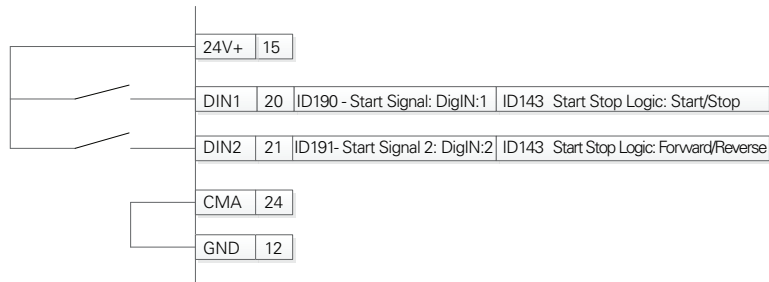 24V+ 15
DIN1 20 ID190 - Start Signal: DigIN:1 ID143 Start Stop Logic: Start/Stop
DIN2 21 ID191- Start Signal 2: DigIN:2 ID143 Start Stop Logic: Forward/Reverse
CMA 24
GND 12